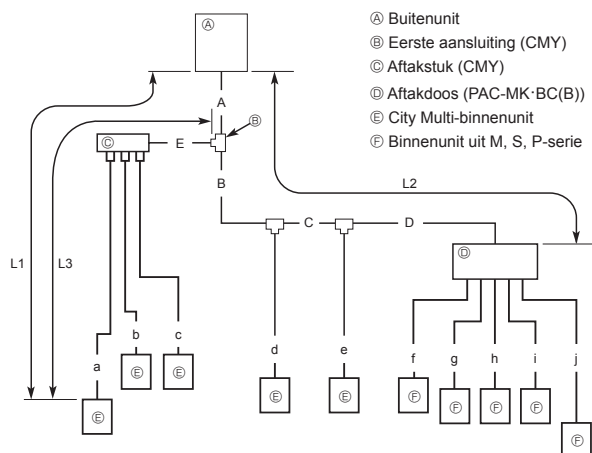 Ⓐ
Ⓐ Buitenunit
Ⓑ Eerste aansluiting (CMY)
Ⓒ Aftakstuk (CMY)
Ⓓ Aftakdoos (PAC-MK·BC(B))
Ⓔ City Multi-binnenunit
Ⓕ Binnenunit uit M, S, P-serie
A
Ⓑ
Ⓒ
E
B
L2
C
D
Ⓓ
L1
L3
a
b
c
d
e
f
g
h
i
j
Ⓔ
Ⓔ
Ⓔ
Ⓔ
Ⓔ
Ⓕ
Ⓕ
Ⓕ
Ⓕ
Ⓕ